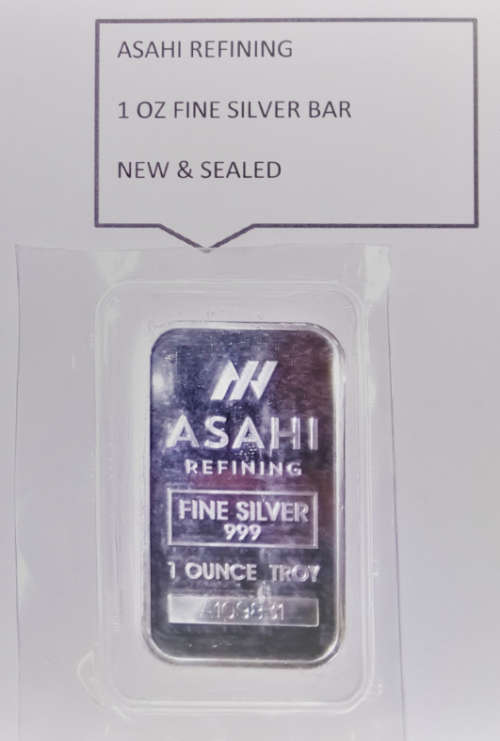 ASAHI REFINING
1 OZ FINE SILVER BAR
NEW & SEALED
ASAHI
REFINING
FINE SILVER
999
1 OUNCE TROY